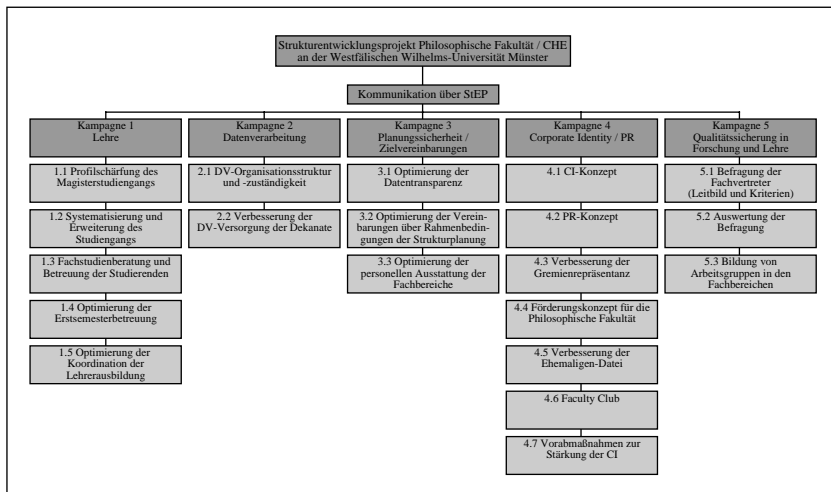 Strukturentwicklungsprojekt Philosophische Fakultät / CHE
an der Westfälischen Wilhelms-Universität Münster
Kommunikation über StEP
Kampagne 1
Lehre
1.1 Profilschärfung des
Magisterstudiengangs
1.2 Systematisierung und
Erweiterung des
Studiengangs
1.3 Fachstudienberatung und
Betreuung der Studierenden
1.4 Optimierung der
Erstsemesterbetreuung
1.5 Optimierung der
Koordination der
Lehrerausbildung
Kampagne 2
Datenverarbeitung
2.1 DV-Organisationsstruktur
und -zuständigkeit
2.2 Verbesserung der
DV-Versorgung der Dekanate
Kampagne 3
Planungssicherheit /
Zielvereinbarungen
3.1 Optimierung der
Datentransparenz
3.2 Optimierung der Verein-
barungen über Rahmenbedin-
gungen der Strukturplanung
3.3 Optimierung der
personellen Ausstattung der
Fachbereiche
Kampagne 4
Corporate Identity / PR
4.1 CI-Konzept
4.2 PR-Konzept
4.3 Verbesserung der
Gremienrepräsentanz
4.4 Förderungskonzept für die
Philosophische Fakultät
4.5 Verbesserung der
Ehemaligen-Datei
4.6 Faculty Club
4.7 Vorabmaßnahmen zur
Stärkung der CI
Kampagne 5
Qualitätssicherung in
Forschung und Lehre
5.1 Befragung der
Fachvertreter
(Leitbild und Kriterien)
5.2 Auswertung der
Befragung
5.3 Bildung von
Arbeitsgruppen in den
Fachbereichen